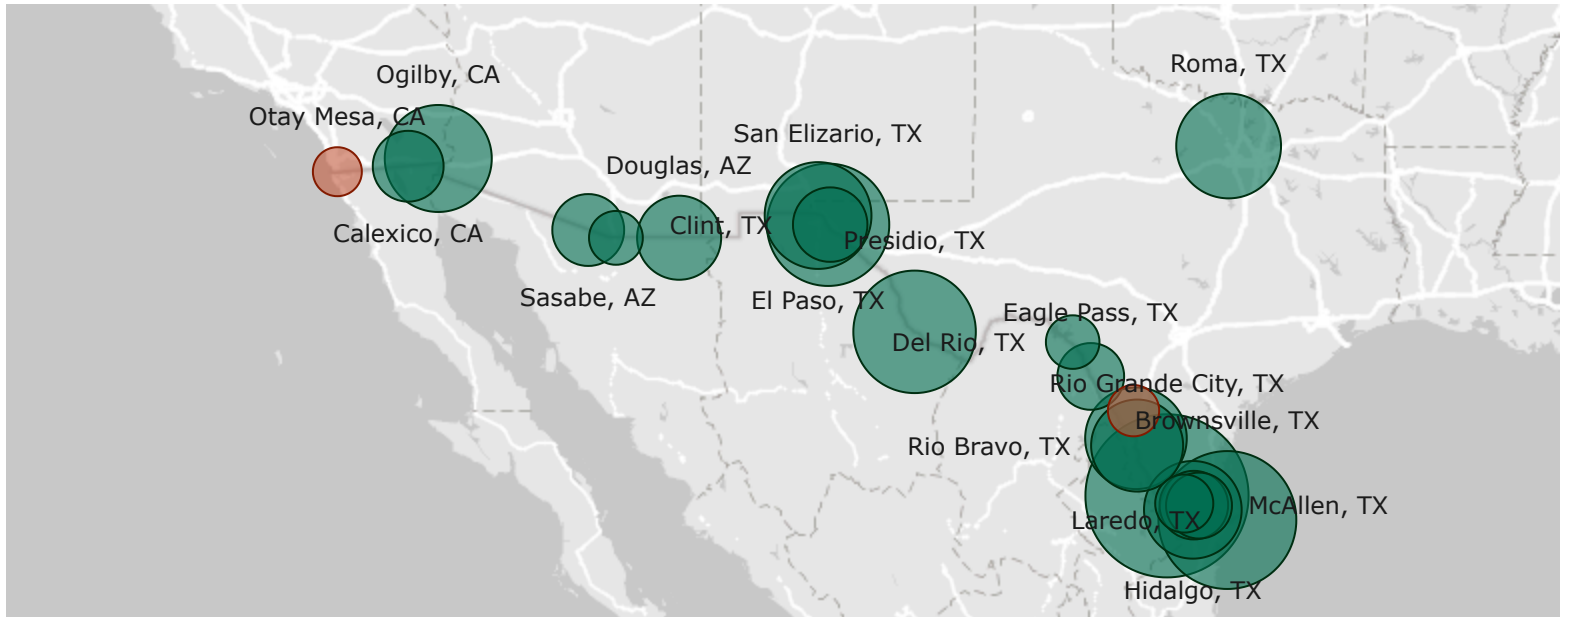 Roma, TX
Ogilby, CA
Otay Mesa, CA
San Elizario, TX
Douglas, AZ
Clint, TX
Calexico, CA
Presidio, TX
Sasabe, AZ
El Paso, TX
Eagle Pass, TX
Del Rio, TX
Rio Grande City, TX
Brownsville, TX
Rio Bravo, TX
McAllen, TX
Laredo, TX
Hidalgo, TX